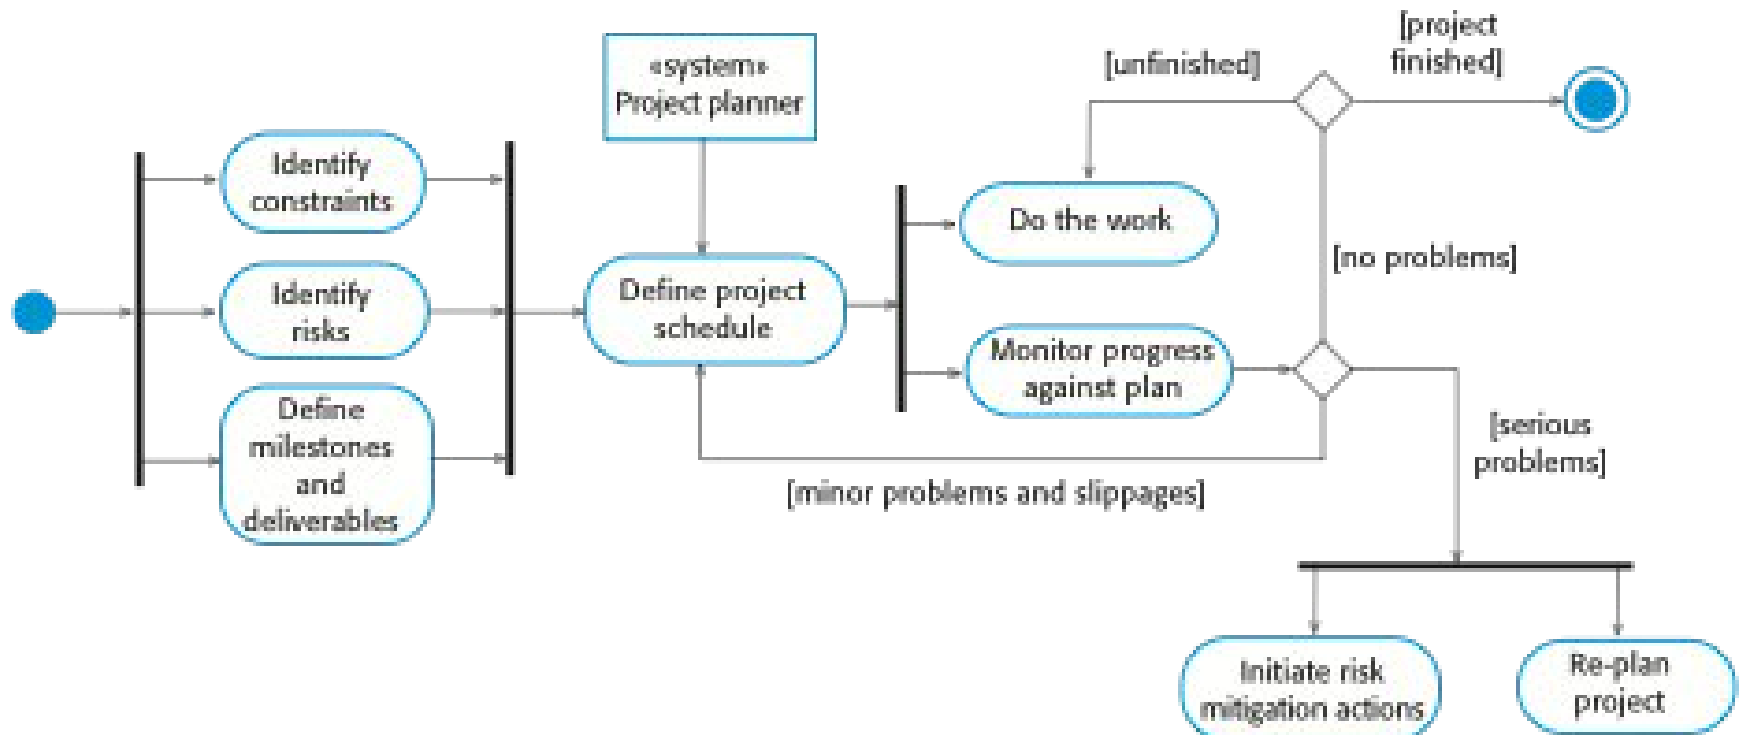 [project
finished]
[unfinished]
«system»
Project planner
Identify
constraints
Do the work
[no problems]
Identify
risks
Define project
schedule
Monitor progress
against plan
Define
milestones
and
deliverables
[serious
problems]
[minor problems and slippages]
Initiate risk
mitigation actions
Re-plan
project